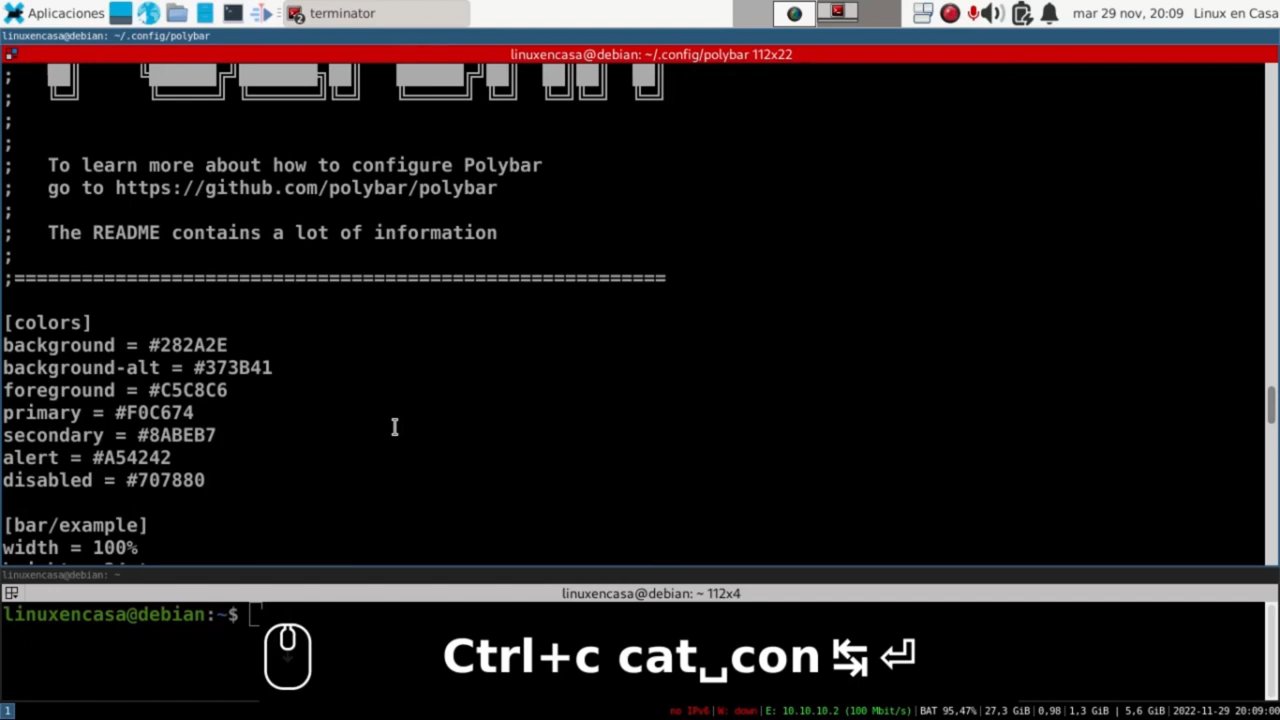 Aplicaciones
terminator
mar 29 nov, 20:09 Linux en Casa
linuxencasa@debian: ~/.config/polybar
linuxencasa@debian: ~/.config/polybar 112x22
;
;
;
;
;   To learn more about how to configure Polybar
;   go to https://github.com/polybar/polybar
;
;   The README contains a lot of information
;
;==========================================================
[colors]
background = #282A2E
background-alt = #373B41
foreground = #C5C8C6
primary = #F0C674
secondary = #8ABEB7
alert = #A54242
disabled = #707880
[bar/example]
width = 100%
linuxencasa@debian: ~
linuxencasa@debian: ~ 112x4
linuxencasa@debian:~$
Ctrl+c cat␣con ↹ ⏎
1
no IPv6|W: down|E: 10.10.10.2 (100 Mbit/s)|BAT 95,47%|27,3 GiB|0,98|1,3 GiB | 5,6 GiB|2022-11-29 20:09:00